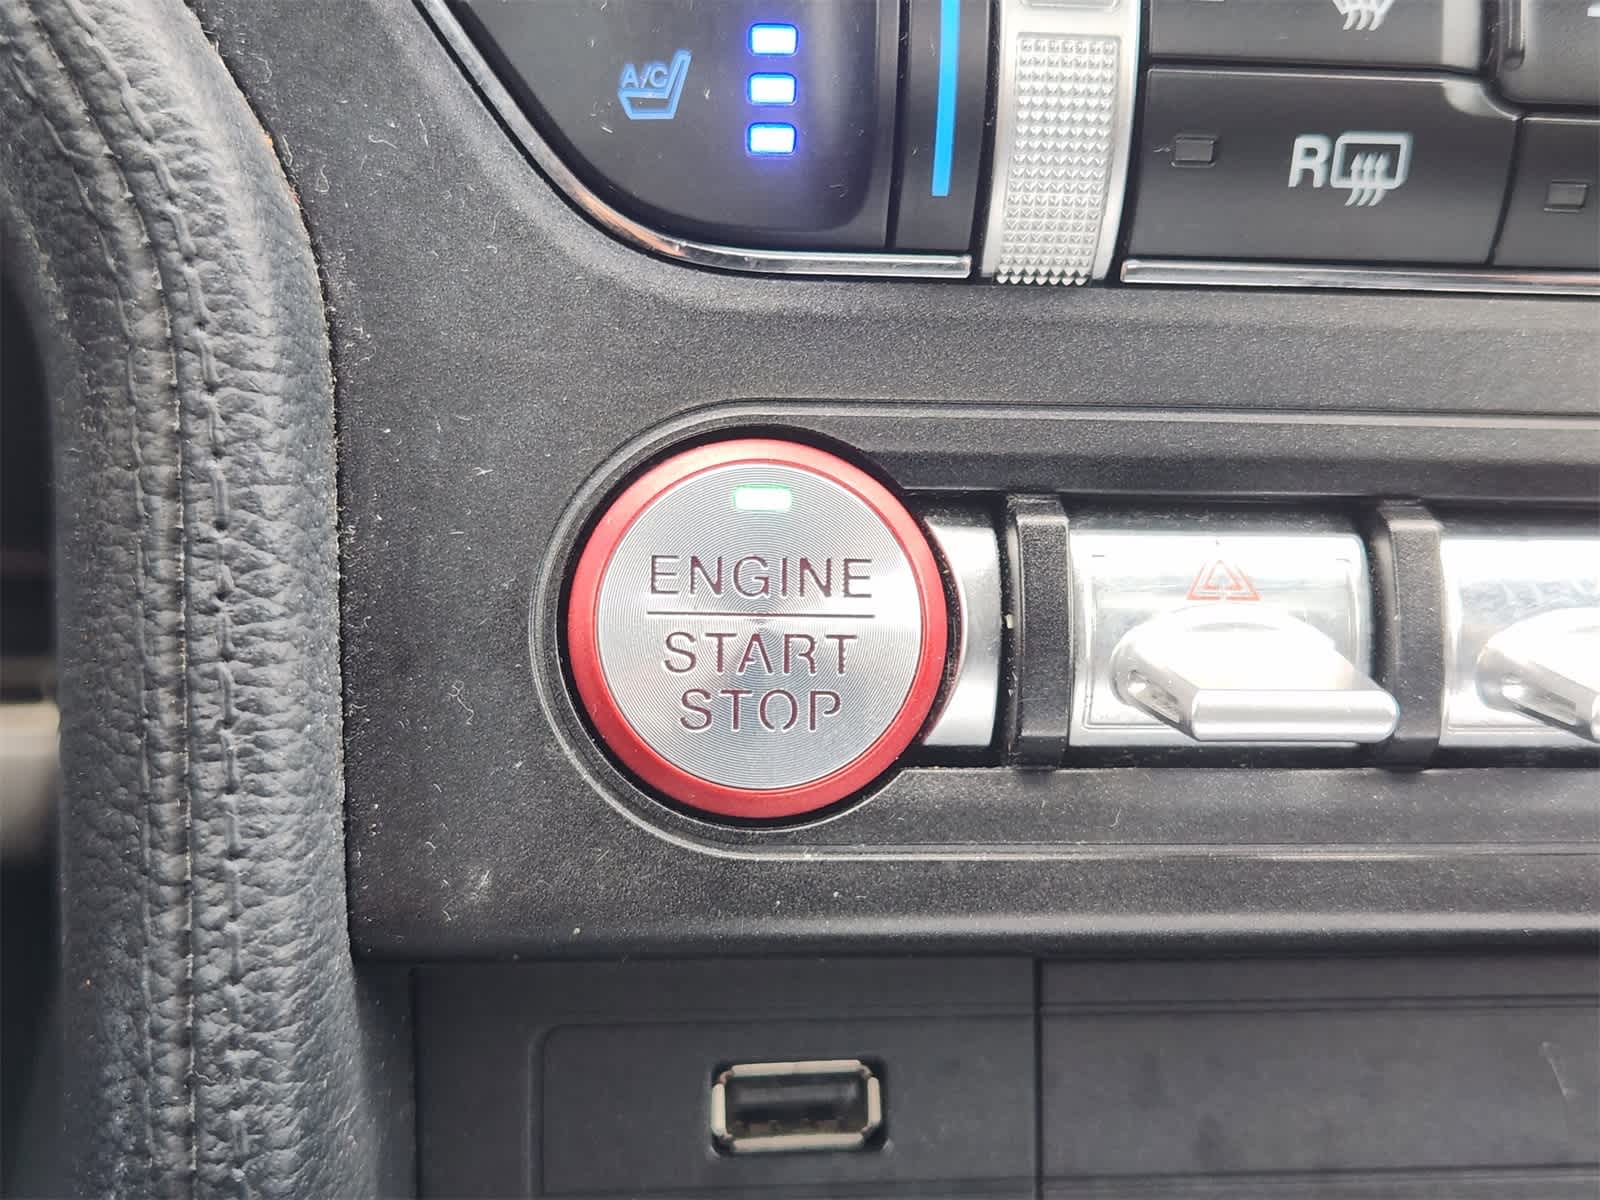 A/C
R
ENGINE
START
STOP